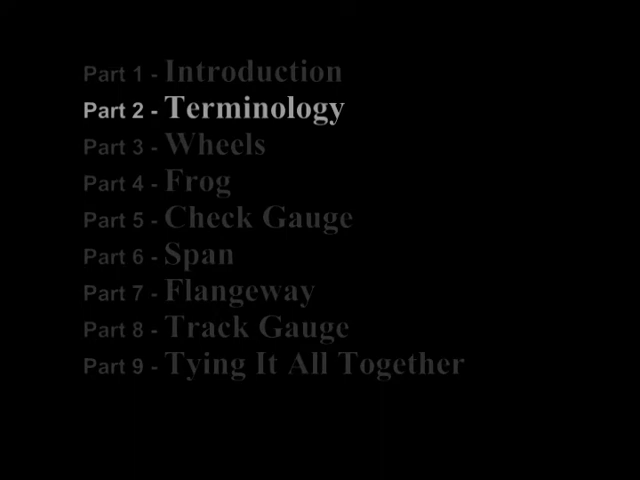 Part 1 - Introduction
Part 2 - Terminology
Part 3 - Wheels
Part 4 - Frog
Part 5 - Check Gauge
Part 6 - Span
Part 7 - Flangeway
Part 8 - Track Gauge
Part 9 - Tying It All Together